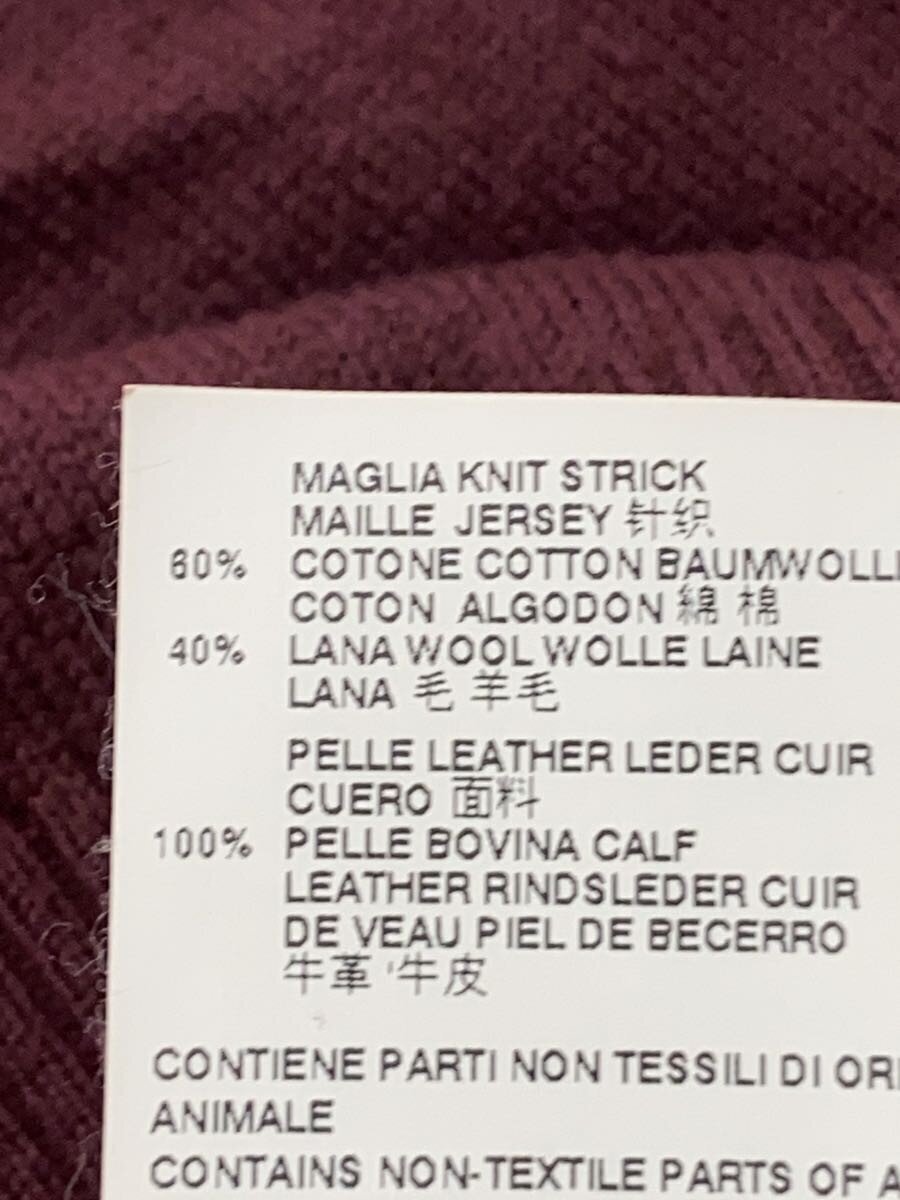 MAGLIA KNIT STRICK
MAILLE JERSEY 针织
60% COTONE COTTON BAUMWOLL
COTON ALGODON 綿 棉
40% LANA WOOL WOLLE LAINE
LANA 毛 羊毛
PELLE LEATHER LEDER CUIR
CUERO 面料
100% PELLE BOVINA CALF
LEATHER RINDSLEDER CUIR
DE VEAU PIEL DE BECERRO
牛革 '牛皮
CONTIENE PARTI NON TESSILI DI ORI
ANIMALE
CONTAINS NON-TEXTILE PARTS OF A